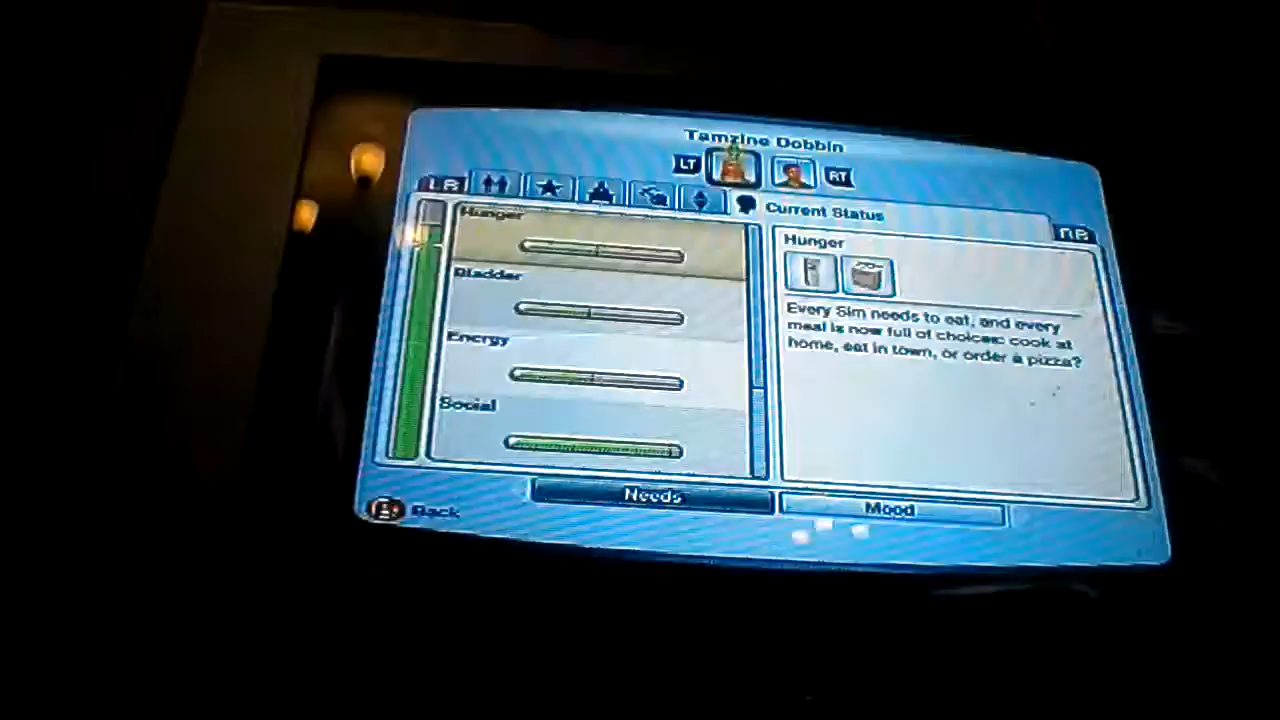 Tamzine Dobbin
LT
RT
LB
Current Status
RB
Hunger
Bladder
Energy
Social
Hunger
Every Sim needs to eat, and every
meal is now full of choices: cook at
home, eat in town, or order a pizza?
Needs
Mood
B
Back